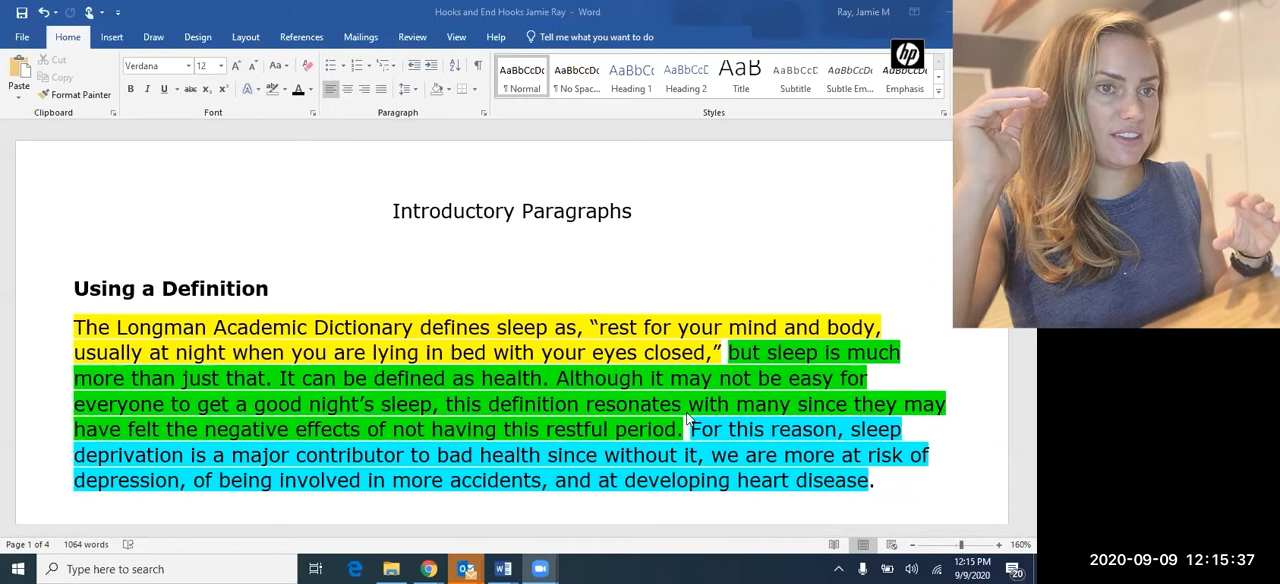 Hooks and End Hooks Jamie Ray - Word
Ray, Jamie M
File Home Insert Draw Design Layout References Mailings Review View Help Tell me what you want to do
hp
Paste
Cut
Copy
Format Painter
Clipboard
Verdana 12
Font
Paragraph
AaBbCcDc AaBbCcDc AaBbC AaBbCcD AaB AaBbCcD AaBbCcDc AaBbCcDc
¶ Normal ¶ No Spac... Heading 1 Heading 2 Title Subtitle Subtle Em... Emphasis
Styles
Introductory Paragraphs
Using a Definition
The Longman Academic Dictionary defines sleep as, “rest for your mind and body,
usually at night when you are lying in bed with your eyes closed,” but sleep is much
more than just that. It can be defined as health. Although it may not be easy for
everyone to get a good night’s sleep, this definition resonates with many since they may
have felt the negative effects of not having this restful period. For this reason, sleep
deprivation is a major contributor to bad health since without it, we are more at risk of
depression, of being involved in more accidents, and at developing heart disease.
Page 1 of 4 1064 words
160%
Type here to search
12:15 PM
9/9/2020
20
2020-09-09 12:15:37